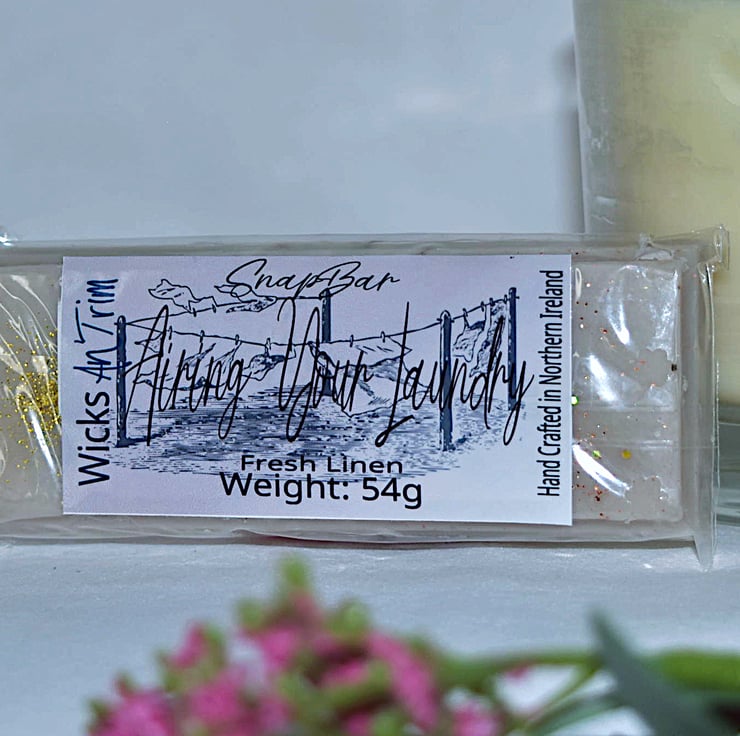 SnapBar
Wicks An Trim
Airing Your Laundry
Fresh Linen
Weight: 54g
Hand Crafted in Northern Ireland